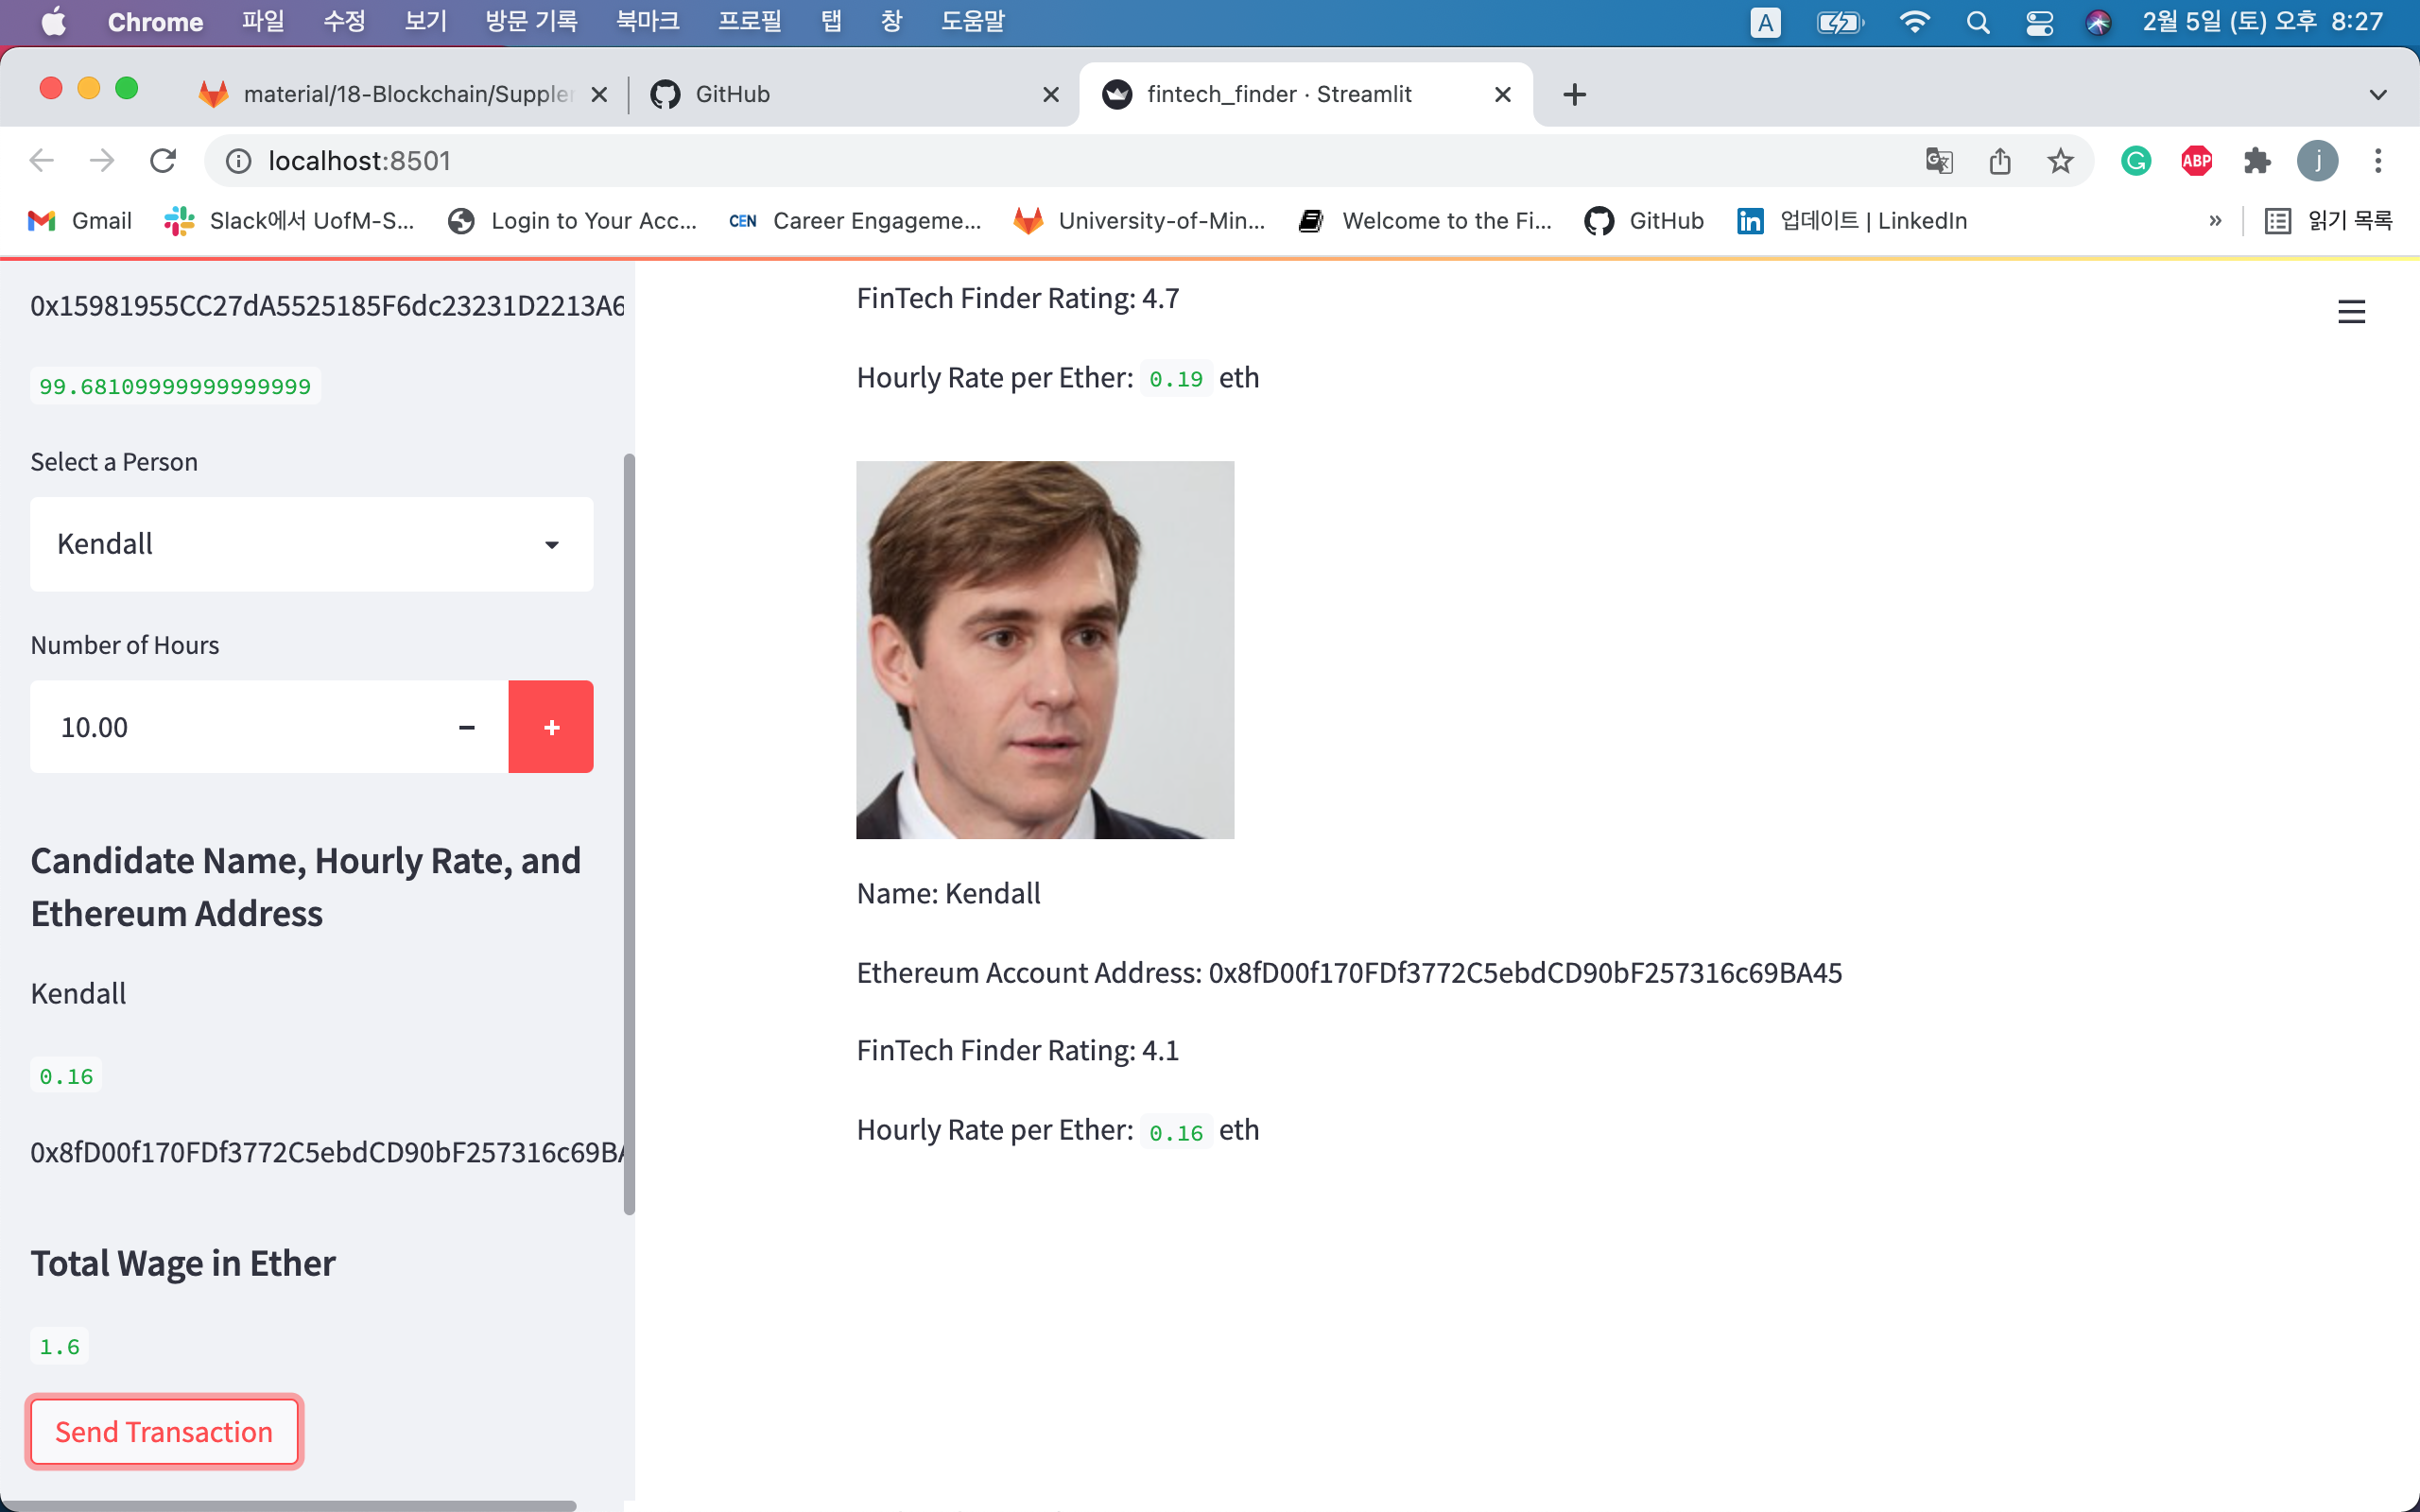 Chrome 파일 수정 보기 방문 기록 북마크 프로필 탭 창 도움말 A 2월 5일 (토) 오후 8:27
material/18-Blockchain/Suppler GitHub fintech_finder · Streamlit
localhost:8501 ABP j
Gmail Slack에서 UofM-S... Login to Your Acc... CEN Career Engageme... University-of-Min... Welcome to the Fi... GitHub 업데이트 | LinkedIn » 읽기 목록
0x15981955CC27dA5525185F6dc23231D2213A6
99.68109999999999
Select a Person
Kendall
Number of Hours
10.00 − +
Candidate Name, Hourly Rate, and
Ethereum Address
Kendall
0.16
0x8fD00f170FDf3772C5ebdCD90bF257316c69BA
Total Wage in Ether
1.6
Send Transaction
FinTech Finder Rating: 4.7
Hourly Rate per Ether: 0.19 eth
Name: Kendall
Ethereum Account Address: 0x8fD00f170FDf3772C5ebdCD90bF257316c69BA45
FinTech Finder Rating: 4.1
Hourly Rate per Ether: 0.16 eth